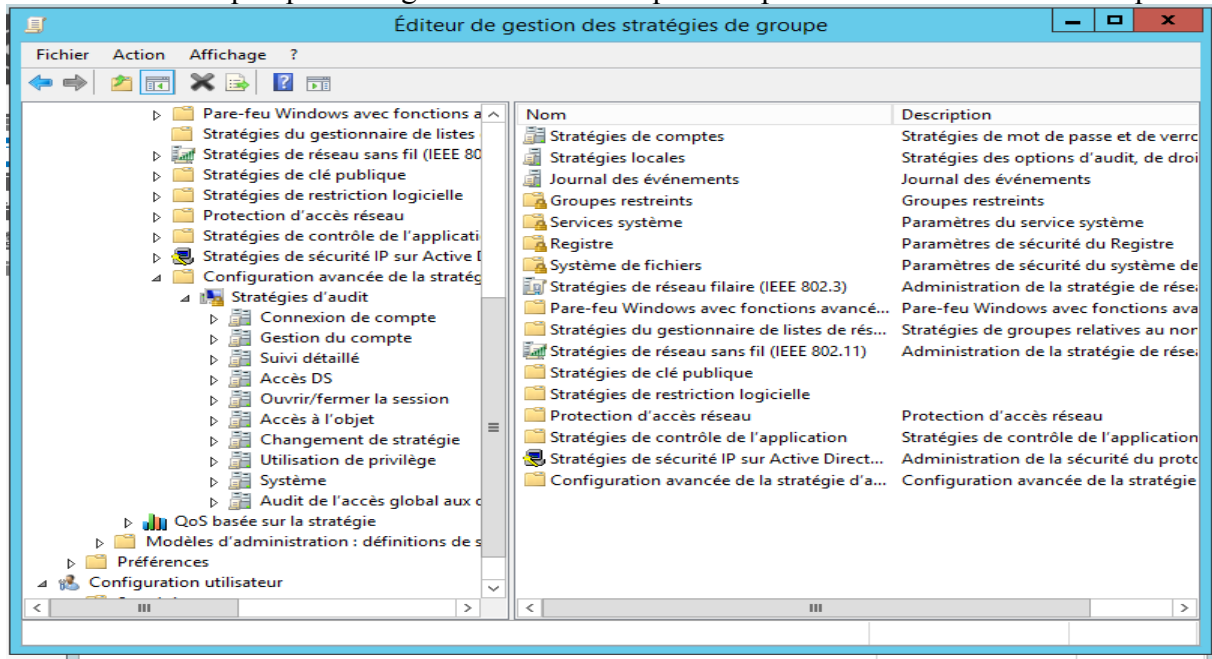 Éditeur de gestion des stratégies de groupe
Fichier Action Affichage ?
Pare-feu Windows avec fonctions a
Stratégies du gestionnaire de listes
Stratégies de réseau sans fil (IEEE 80
Stratégies de clé publique
Stratégies de restriction logicielle
Protection d'accès réseau
Stratégies de contrôle de l'applicati
Stratégies de sécurité IP sur Active D
Configuration avancée de la stratég
Stratégies d'audit
Connexion de compte
Gestion du compte
Suivi détaillé
Accès DS
Ouvrir/fermer la session
Accès à l'objet
Changement de stratégie
Utilisation de privilège
Système
Audit de l'accès global aux
QoS basée sur la stratégie
Modèles d'administration : définitions de s
Préférences
Configuration utilisateur
Nom Description
Stratégies de comptes Stratégies de mot de passe et de verro
Stratégies locales Stratégies des options d'audit, de droi
Journal des événements Journal des événements
Groupes restreints Groupes restreints
Services système Paramètres du service système
Registre Paramètres de sécurité du Registre
Système de fichiers Paramètres de sécurité du système de
Stratégies de réseau filaire (IEEE 802.3) Administration de la stratégie de rése
Pare-feu Windows avec fonctions avancé... Pare-feu Windows avec fonctions ava
Stratégies du gestionnaire de listes de rés... Stratégies de groupes relatives au nor
Stratégies de réseau sans fil (IEEE 802.11) Administration de la stratégie de rése
Stratégies de clé publique
Stratégies de restriction logicielle
Protection d'accès réseau Protection d'accès réseau
Stratégies de contrôle de l'application Stratégies de contrôle de l'application
Stratégies de sécurité IP sur Active Direct... Administration de la sécurité du proto
Configuration avancée de la stratégie d'a... Configuration avancée de la stratégie